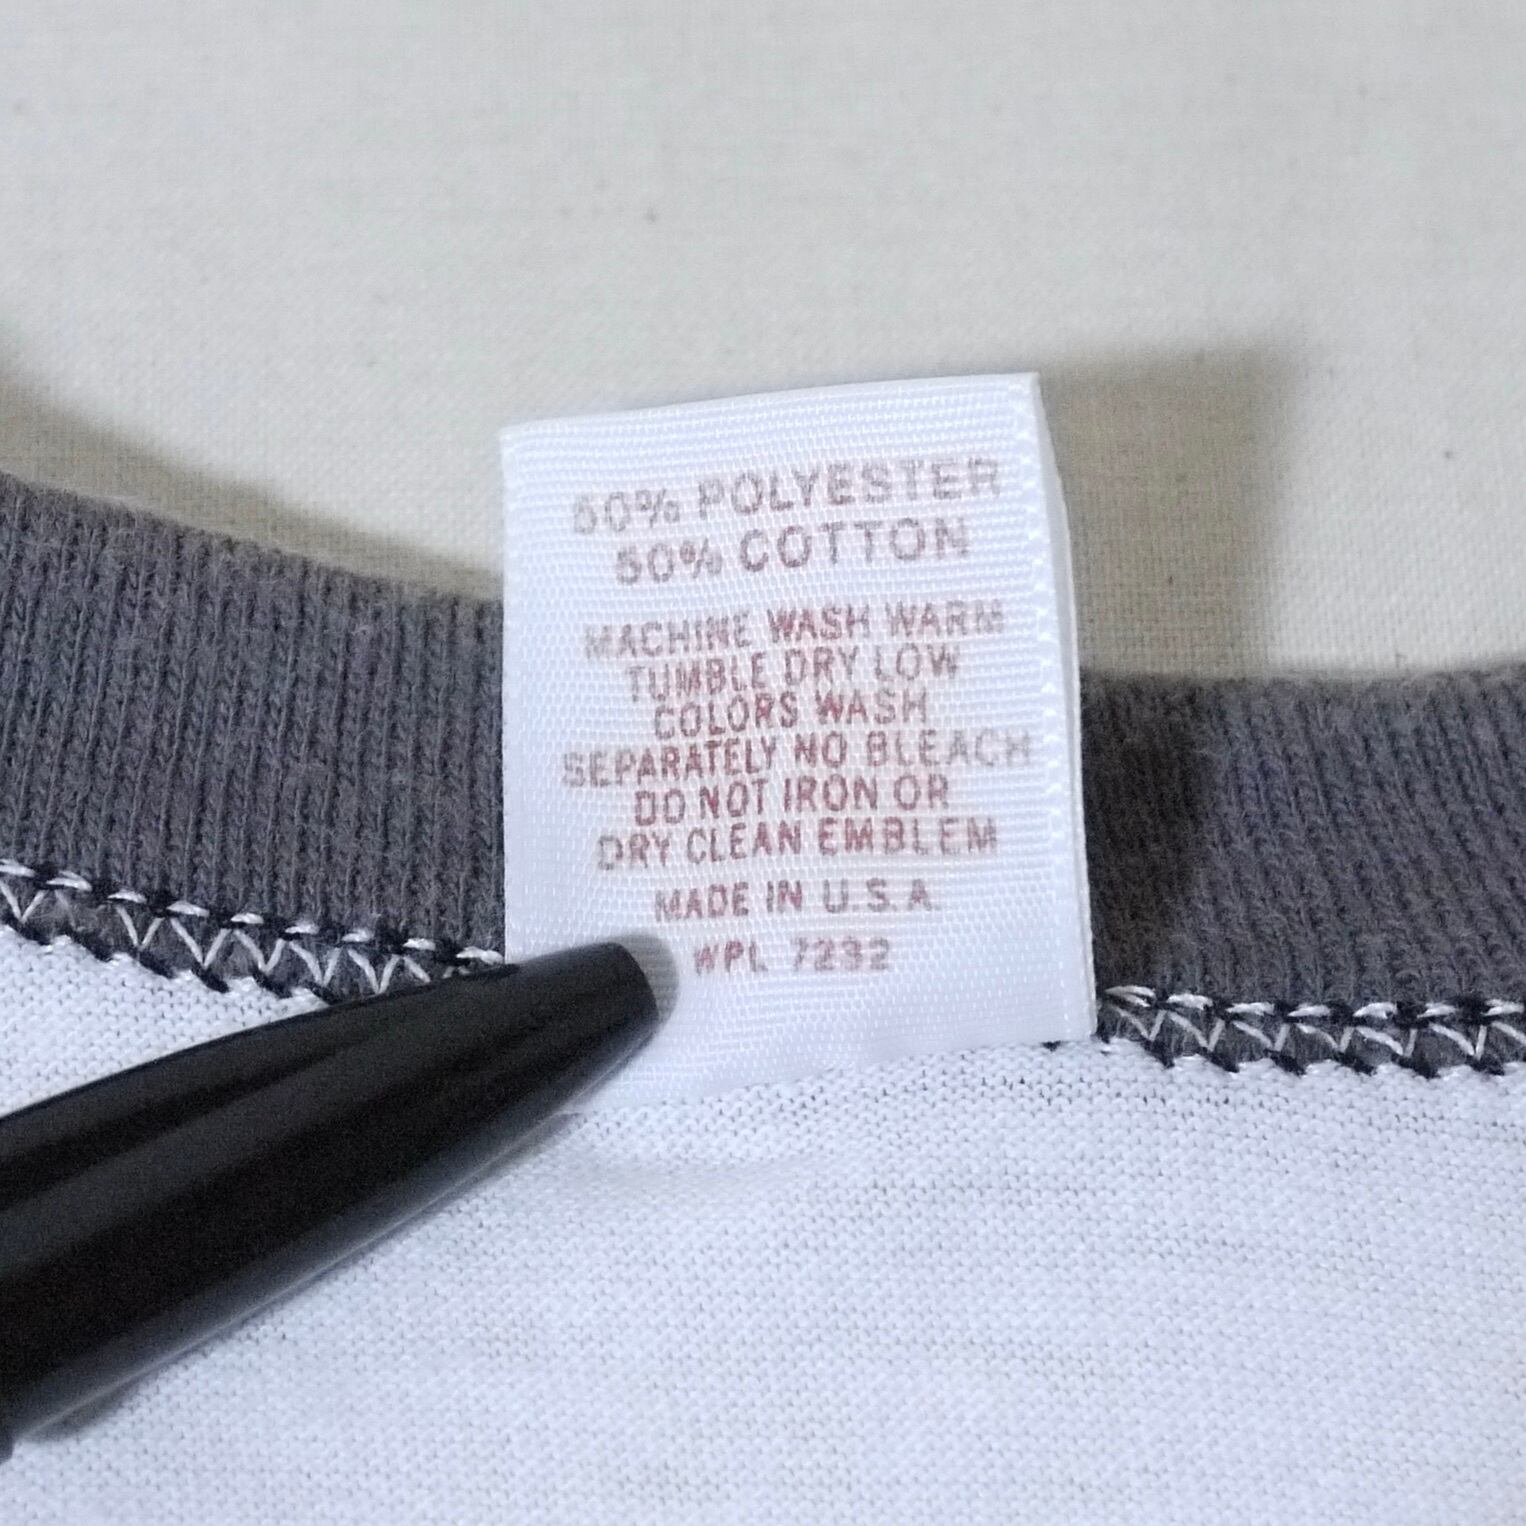 50% POLYESTER
50% COTTON
MACHINE WASH WARM
TUMBLE DRY LOW
COLORS WASH
SEPARATELY NO BLEACH
DO NOT IRON OR
DRY CLEAN EMBLEM
MADE IN U.S.A.
WPL 7232